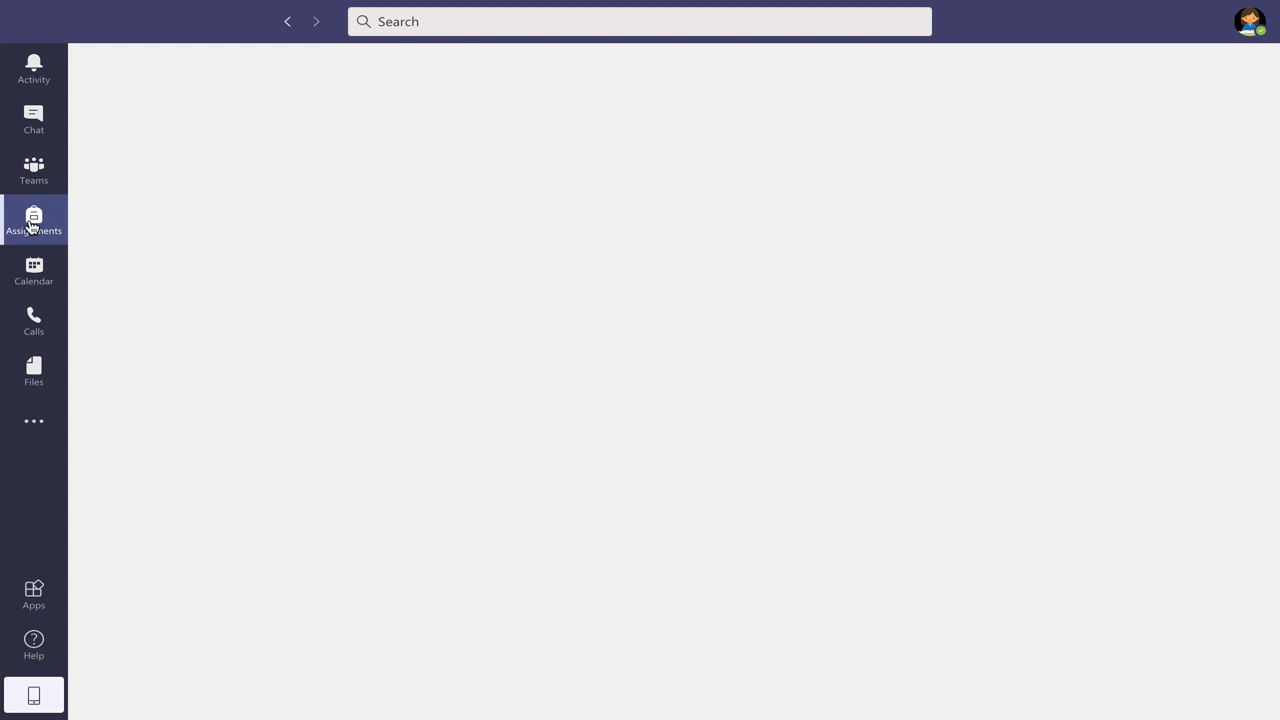 Search
Activity
Chat
Teams
Assignments
Calendar
Calls
Files
Apps
Help